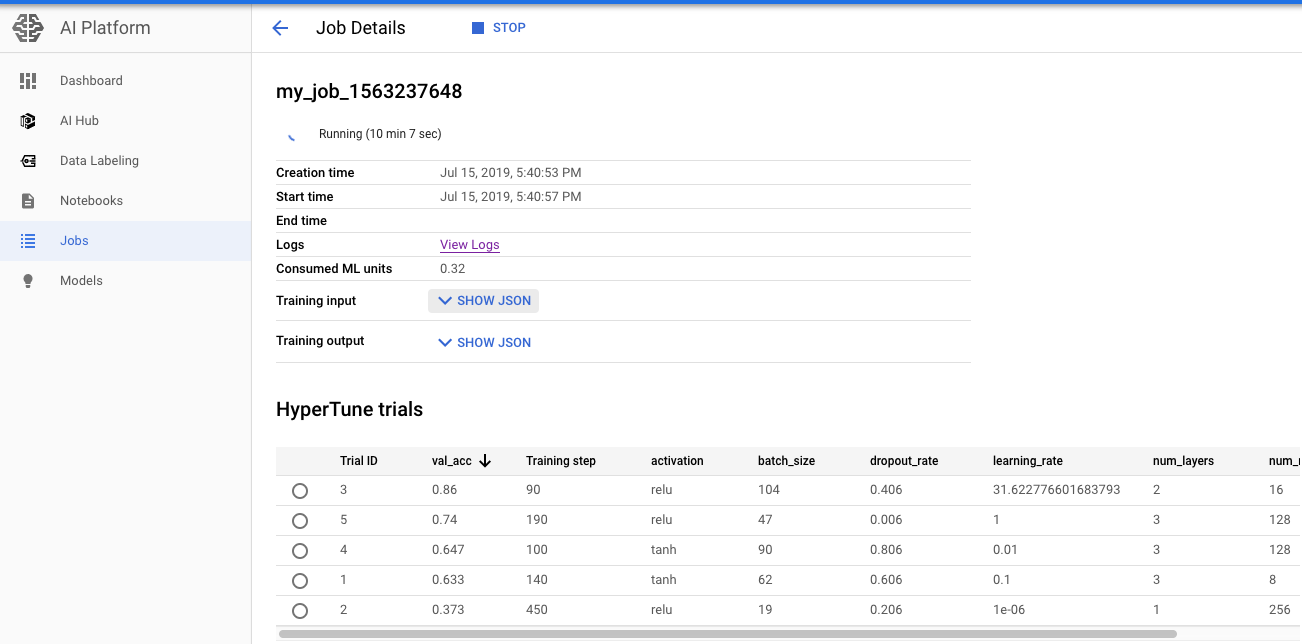 AI Platform
Job Details
STOP
Dashboard
AI Hub
Data Labeling
Notebooks
Jobs
Models
my_job_1563237648
Running (10 min 7 sec)
Creation time Jul 15, 2019, 5:40:53 PM
Start time Jul 15, 2019, 5:40:57 PM
End time
Logs View Logs
Consumed ML units 0.32
Training input SHOW JSON
Training output SHOW JSON
HyperTune trials
Trial ID val_acc Training step activation batch_size dropout_rate learning_rate num_layers
3 0.86 90 relu 104 0.406 31.622776601683793 2 16
5 0.74 190 relu 47 0.006 1 3 128
4 0.647 100 tanh 90 0.806 0.01 3 128
1 0.633 140 tanh 62 0.606 0.1 3 8
2 0.373 450 relu 19 0.206 1e-06 1 256